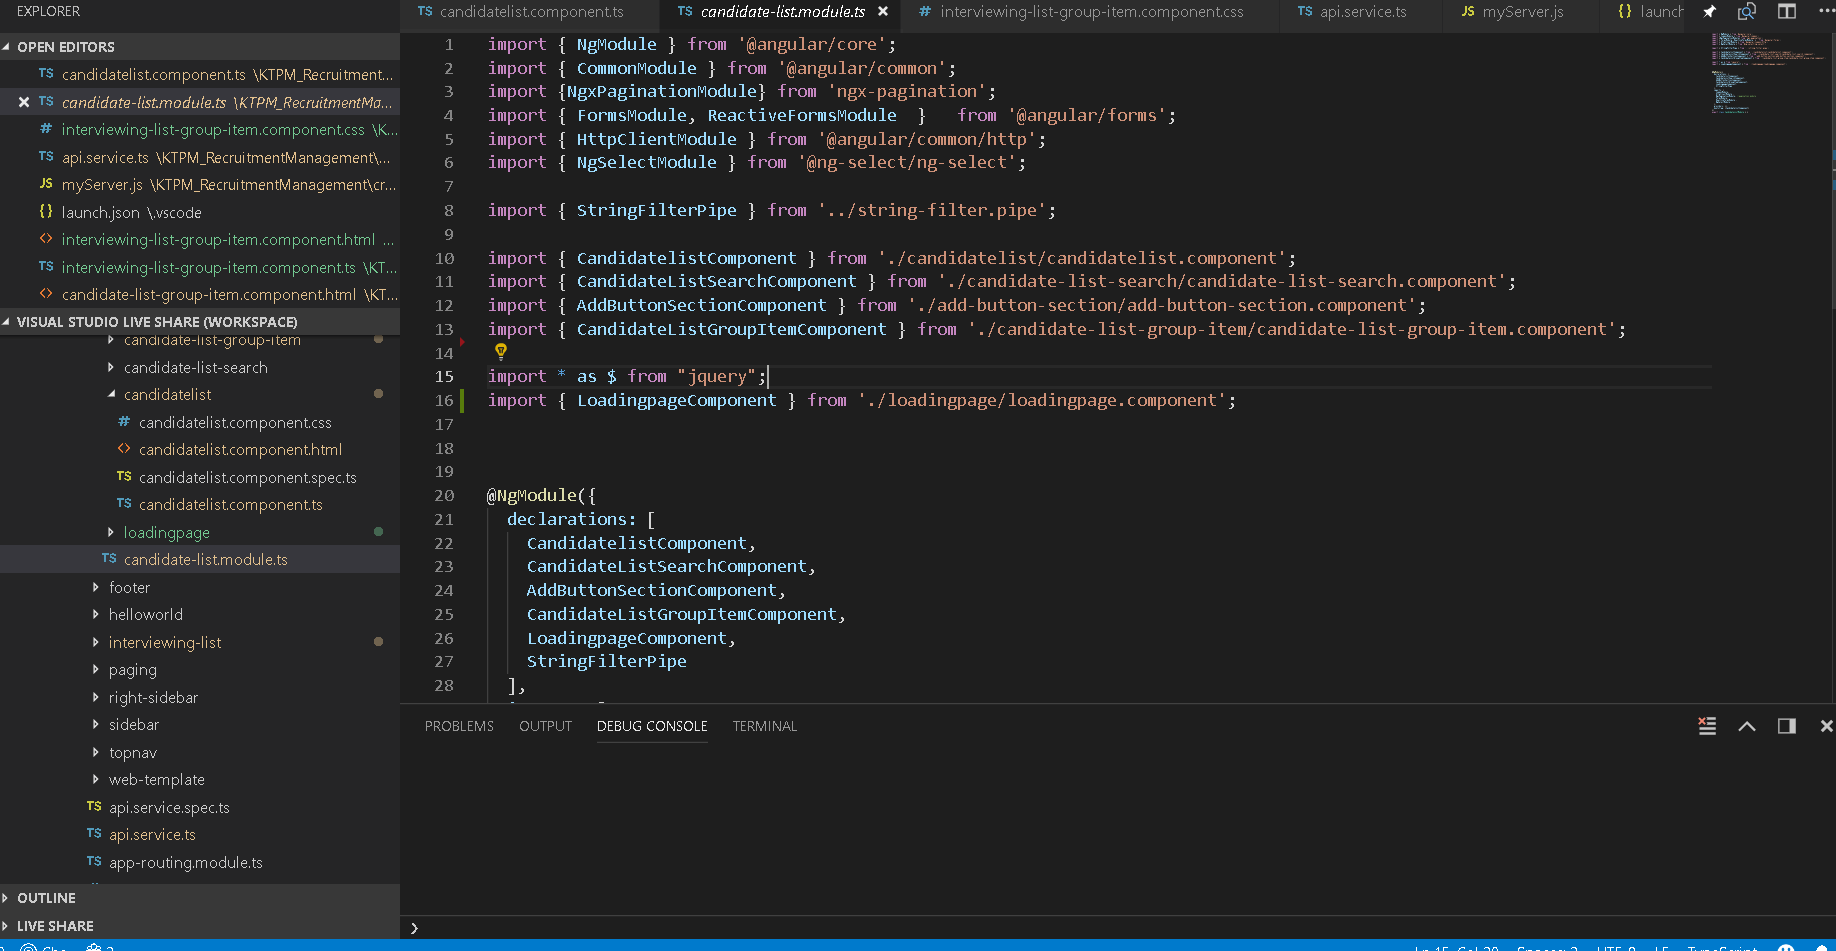 EXPLORER
OPEN EDITORS
TS candidatelist.component.ts \KTPM_Recruitment...
TS candidate-list.module.ts \KTPM_RecruitmentMa...
# interviewing-list-group-item.component.css \K...
TS api.service.ts \KTPM_RecruitmentManagement\...
JS myServer.js \KTPM_RecruitmentManagement\cr...
{} launch.json \.vscode
<> interviewing-list-group-item.component.html ...
TS interviewing-list-group-item.component.ts \KT...
<> candidate-list-group-item.component.html \KT...
VISUAL STUDIO LIVE SHARE (WORKSPACE)
candidate-list-group-item
candidate-list-search
candidatelist
# candidatelist.component.css
<> candidatelist.component.html
TS candidatelist.component.spec.ts
TS candidatelist.component.ts
loadingpage
TS candidate-list.module.ts
footer
helloworld
interviewing-list
paging
right-sidebar
sidebar
topnav
web-template
TS api.service.spec.ts
TS api.service.ts
TS app-routing.module.ts
OUTLINE
LIVE SHARE
TS candidatelist.component.ts TS candidate-list.module.ts # interviewing-list-group-item.component.css TS api.service.ts JS myServer.js {} launch
1 import { NgModule } from '@angular/core';
2 import { CommonModule } from '@angular/common';
3 import {NgxPaginationModule} from 'ngx-pagination';
4 import { FormsModule, ReactiveFormsModule  }   from '@angular/forms';
5 import { HttpClientModule } from '@angular/common/http';
6 import { NgSelectModule } from '@ng-select/ng-select';
7
8 import { StringFilterPipe } from '../string-filter.pipe';
9
10 import { CandidatelistComponent } from './candidatelist/candidatelist.component';
11 import { CandidateListSearchComponent } from './candidate-list-search/candidate-list-search.component';
12 import { AddButtonSectionComponent } from './add-button-section/add-button-section.component';
13 import { CandidateListGroupItemComponent } from './candidate-list-group-item/candidate-list-group-item.component';
14
15 import * as $ from "jquery";
16 import { LoadingpageComponent } from './loadingpage/loadingpage.component';
17
18
19
20 @NgModule({
21 declarations: [
22 CandidatelistComponent,
23 CandidateListSearchComponent,
24 AddButtonSectionComponent,
25 CandidateListGroupItemComponent,
26 LoadingpageComponent,
27 StringFilterPipe
28 ],
PROBLEMS OUTPUT DEBUG CONSOLE TERMINAL